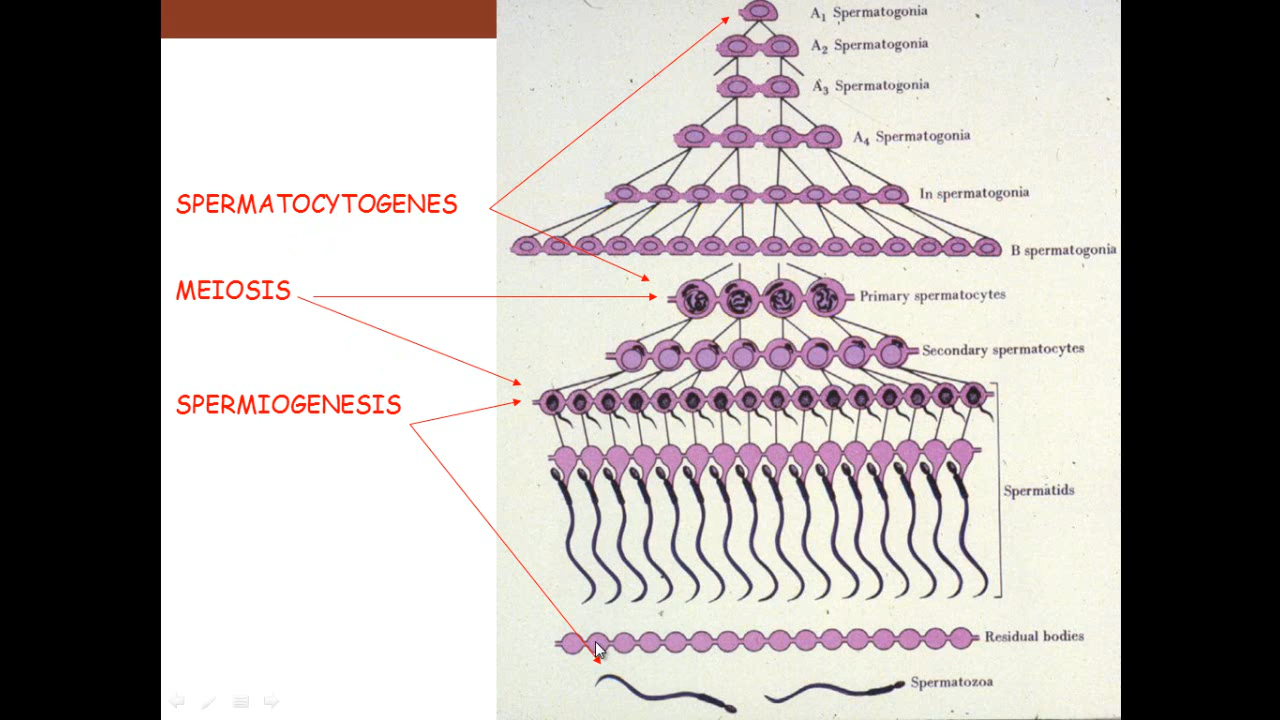 A1 Spermatogonia
A2 Spermatogonia
A3 Spermatogonia
A4 Spermatogonia
In spermatogonia
SPERMATOCYTOGENES
B spermatogonia
MEIOSIS
Primary spermatocytes
Secondary spermatocytes
SPERMIOGENESIS
Spermatids
Residual bodies
Spermatozoa